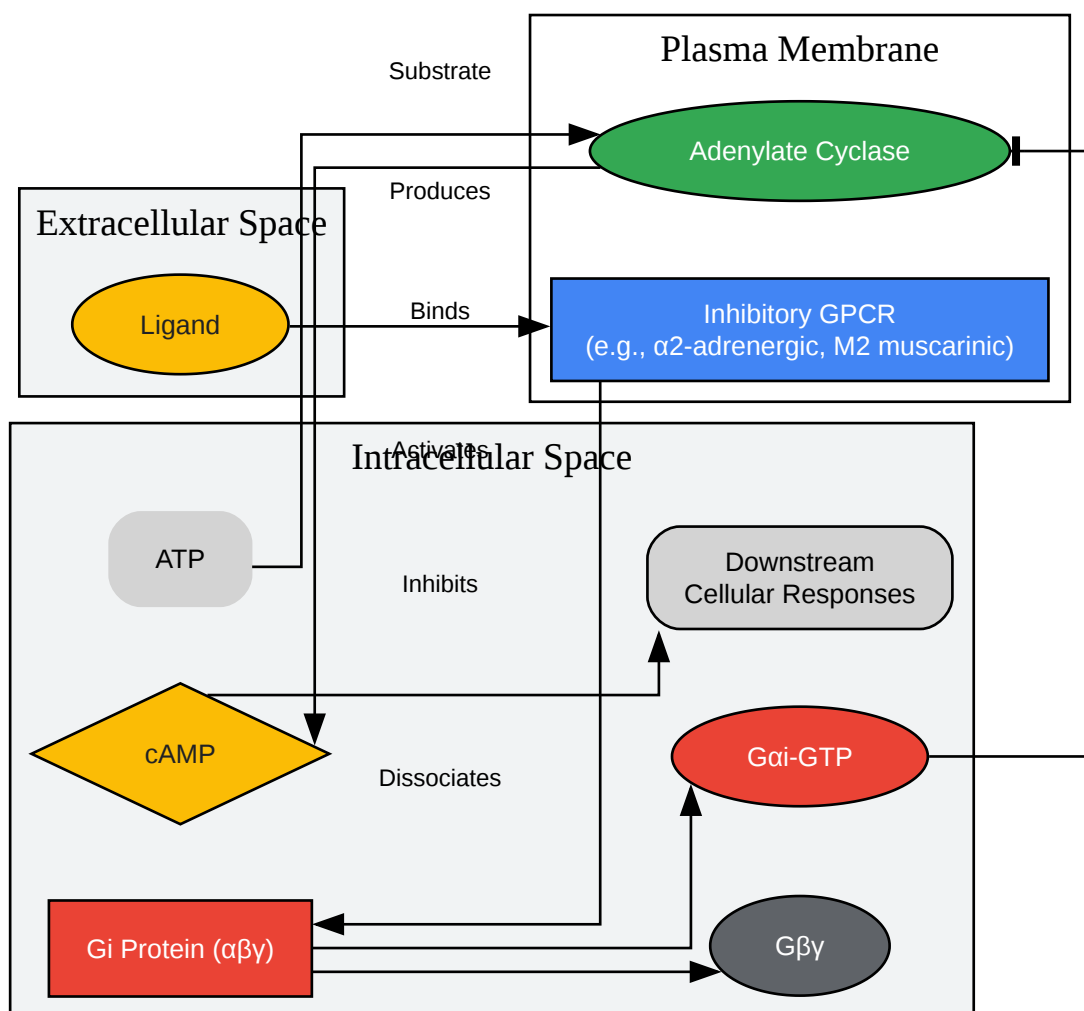 Substrate
Plasma Membrane
Adenylate Cyclase
Produces
Extracellular Space
Ligand
Binds
Inhibitory GPCR
(e.g., α2-adrenergic, M2 muscarinic)
Activates
Intracellular Space
ATP
Inhibits
Downstream
Cellular Responses
cAMP
Dissociates
Gαi-GTP
Gi Protein (αβγ)
Gβγ